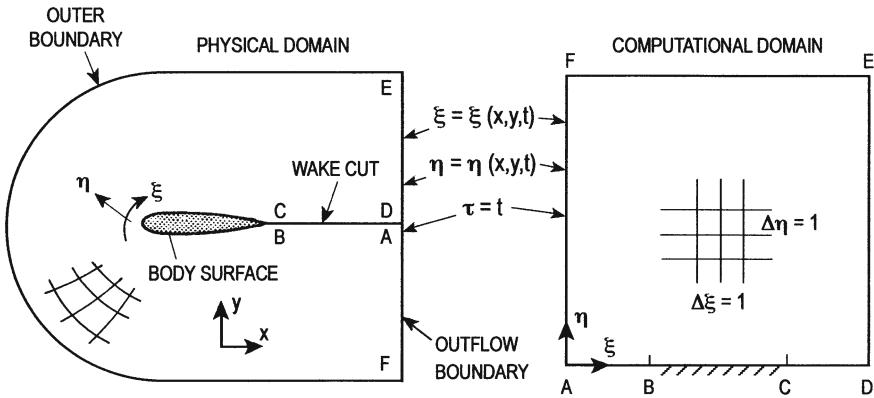 OUTER
BOUNDARY
PHYSICAL DOMAIN
E
ξ = ξ (x,y,t)
η = η (x,y,t)
τ = t
WAKE CUT
η
ξ
C
D
B
A
BODY SURFACE
y
x
F
OUTFLOW
BOUNDARY
COMPUTATIONAL DOMAIN
F
E
Δη = 1
Δξ = 1
η
ξ
A
B
C
D